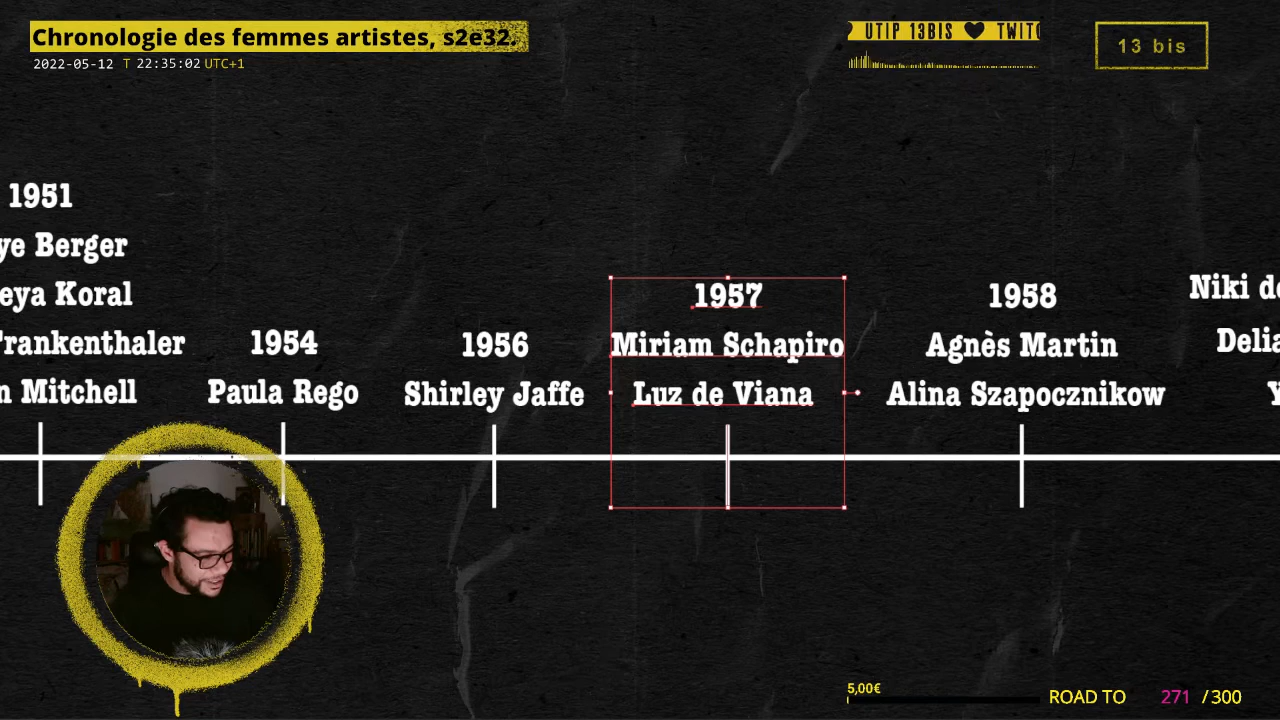 Chronologie des femmes artistes, s2e32.
2022-05-12 T 22:35:02 UTC+1
UTIP 13BIS
13 bis
1951
ye Berger
eya Koral
Frankenthaler
n Mitchell
1954
Paula Rego
1956
Shirley Jaffe
1957
Miriam Schapiro
Luz de Viana
1958
Agnès Martin
Alina Szapocznikow
Niki de
Delia
5,00€
ROAD TO 271 /300